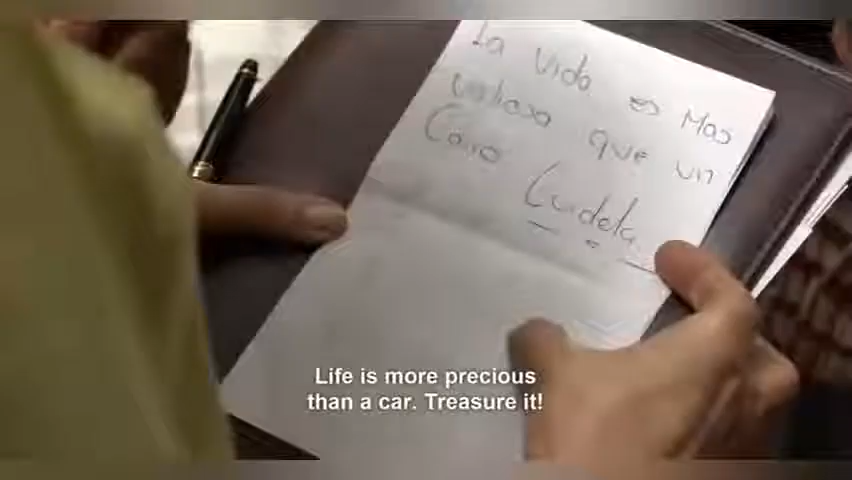 La vida es Mas
valiosa que un
Carro Cuidela.
Life is more precious
than a car. Treasure it!